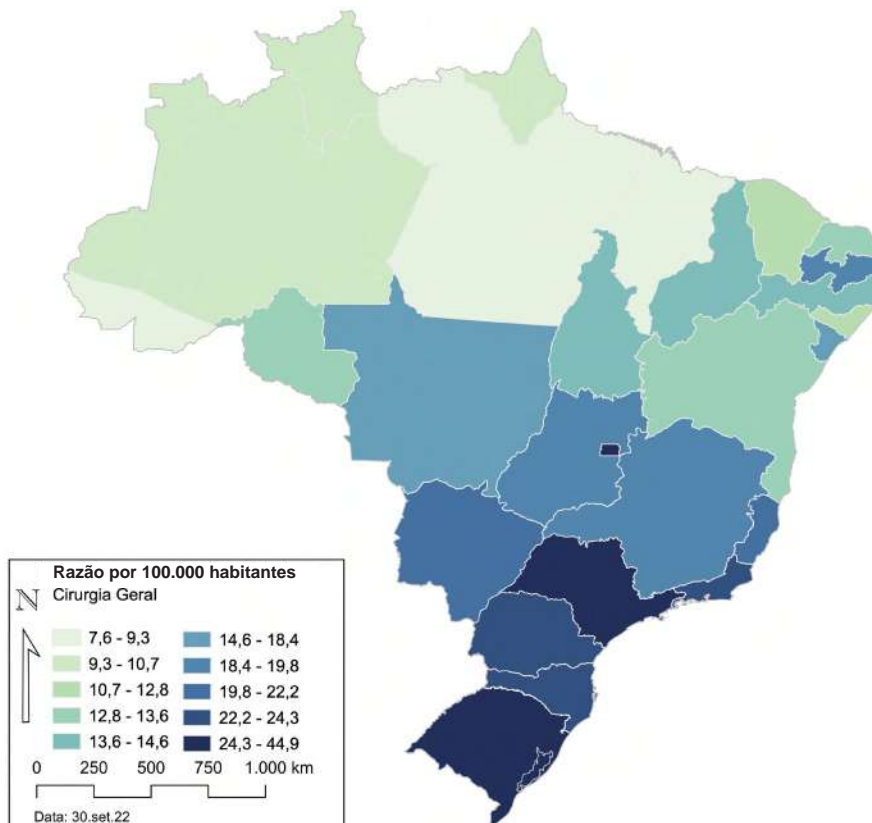 Razão por 100.000 habitantes
N Cirurgia Geral
7,6 - 9,3
9,3 - 10,7
10,7 - 12,8
12,8 - 13,6
13,6 - 14,6
14,6 - 18,4
18,4 - 19,8
19,8 - 22,2
22,2 - 24,3
24,3 - 44,9
0 250 500 750 1.000 km
Data: 30.set.22